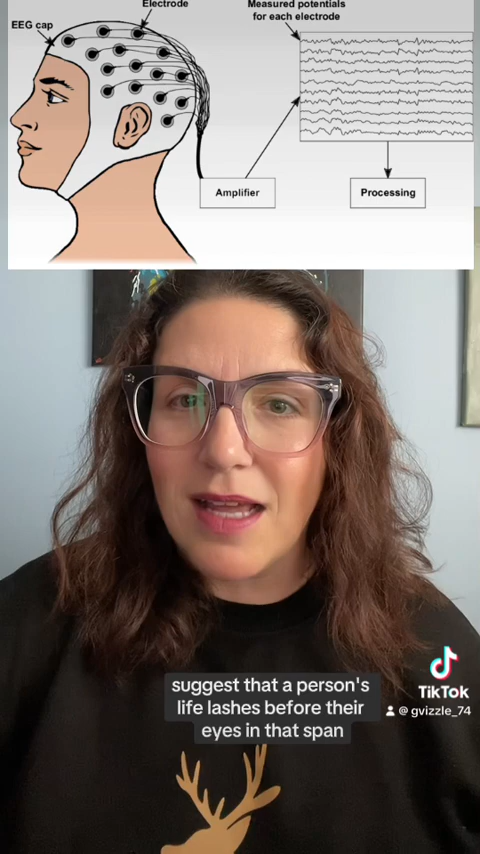 Electrode
EEG cap
Measured potentials
for each electrode
Amplifier
Processing
suggest that a person's
life lashes before their
eyes in that span
TikTok
@ gvizzle_74